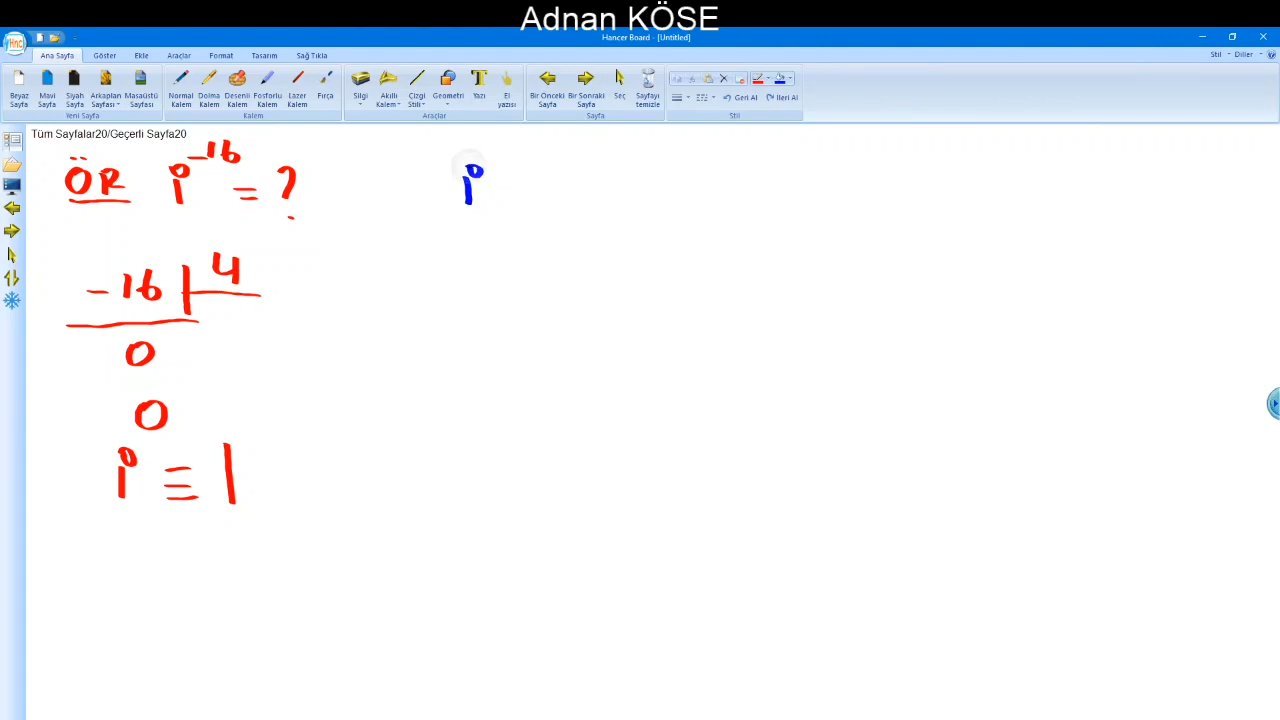 Adnan KÖSE
Hancer Board - [Untitled]
Hnc
Ana Sayfa Göster Ekle Araçlar Format Tasarım Sağ Tıkla Stil Diller
Beyaz Sayfa Mavi Sayfa Siyah Sayfa Arkaplan Sayfası Masaüstü Sayfası Normal Kalem Dolma Kalem Desenli Kalem Fosforlu Kalem Lazer Kalem Fırça Silgi Akıllı Kalem Çizgi Stili Geometri Yazı El yazısı Bir Önceki Sayfa Bir Sonraki Sayfa Seç Sayfayı temizle Geri Al İleri Al
Yeni Sayfa Kalem Araçlar Sayfa Stil
Tüm Sayfalar20/Geçerli Sayfa20
ÖR i^-16 = ? i
-16 | 4
0
i^0 ≡ 1